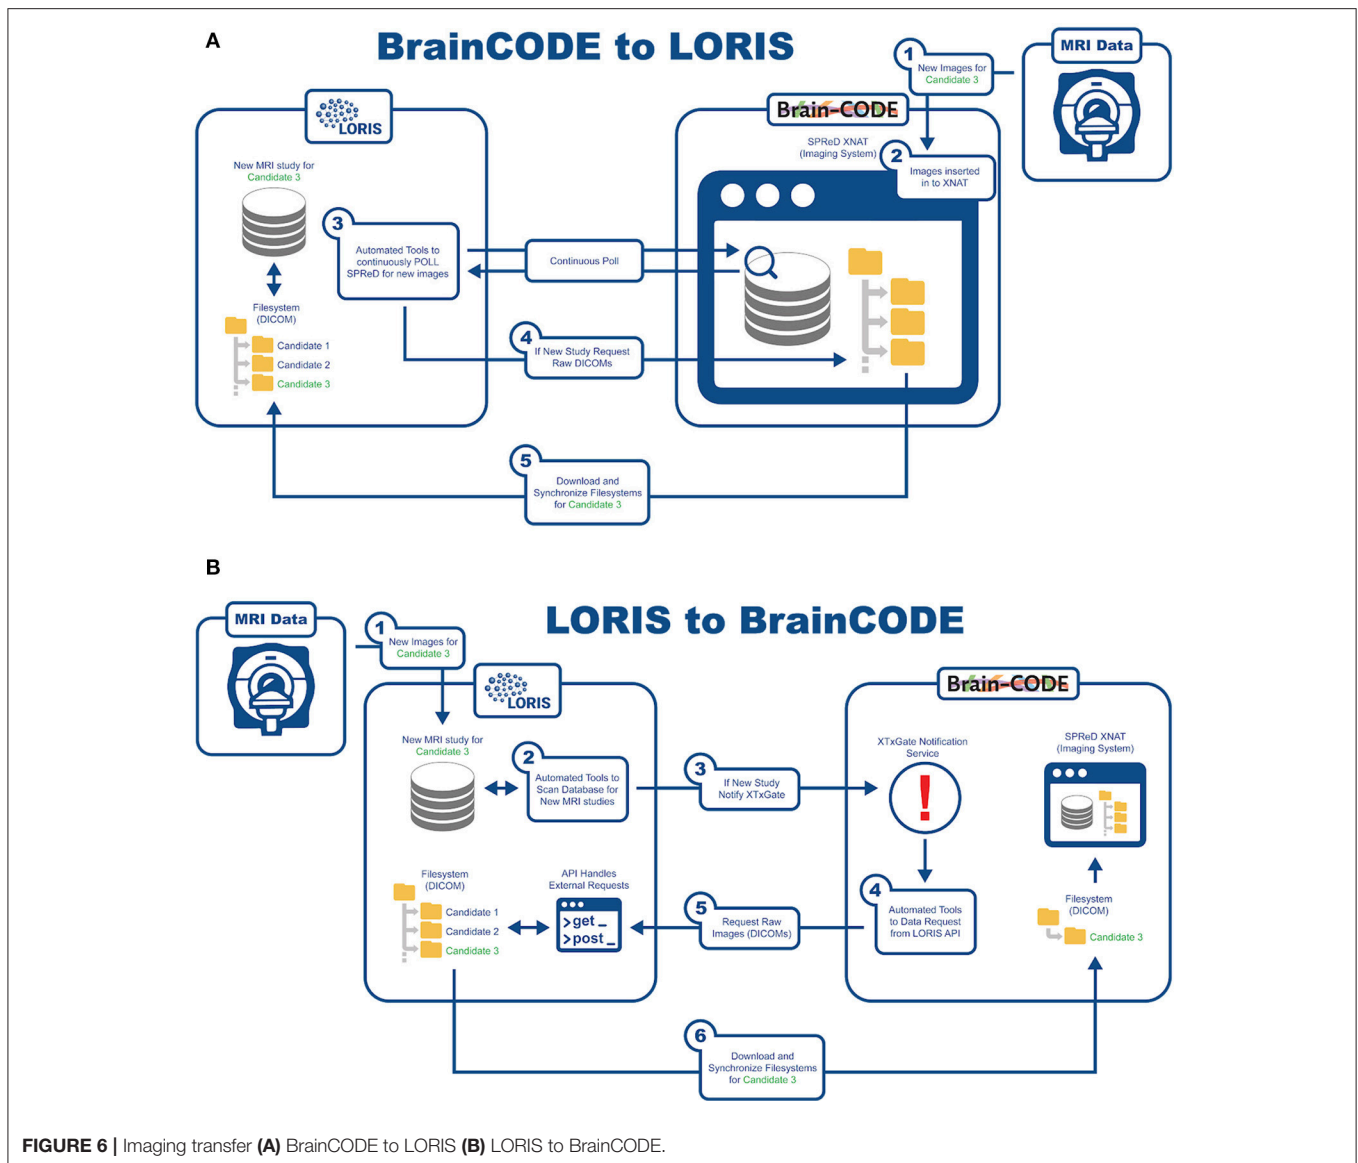 A
BrainCODE to LORIS
1
New Images for
Candidate 3
MRI Data
LORIS
Brain-CODE
New MRI study for
Candidate 3
SPReD XNAT
(Imaging System)
2
Images inserted
in to XNAT
3
Automated Tools to
continuously POLL
SPReD for new images
Continuous Poll
Filesystem
(DICOM)
Candidate 1
Candidate 2
Candidate 3
4
If New Study Request
Raw DICOMs
5
Download and
Synchronize Filesystems
for Candidate 3
B
LORIS to BrainCODE
MRI Data
1
New Images for
Candidate 3
LORIS
Brain-CODE
New MRI study for
Candidate 3
2
Automated Tools to
Scan Database for
New MRI studies
3
If New Study
Notify XTxGate
XTxGate Notification
Service
!
SPReD XNAT
(Imaging System)
Filesystem
(DICOM)
Candidate 1
Candidate 2
Candidate 3
API Handles
External Requests
>get_
>post_
5
Request Raw
Images (DICOMs)
4
Automated Tools
to Data Request
from LORIS API
Filesystem
(DICOM)
Candidate 3
6
Download and
Synchronize Filesystems
for Candidate 3
FIGURE 6 | Imaging transfer (A) BrainCODE to LORIS (B) LORIS to BrainCODE.